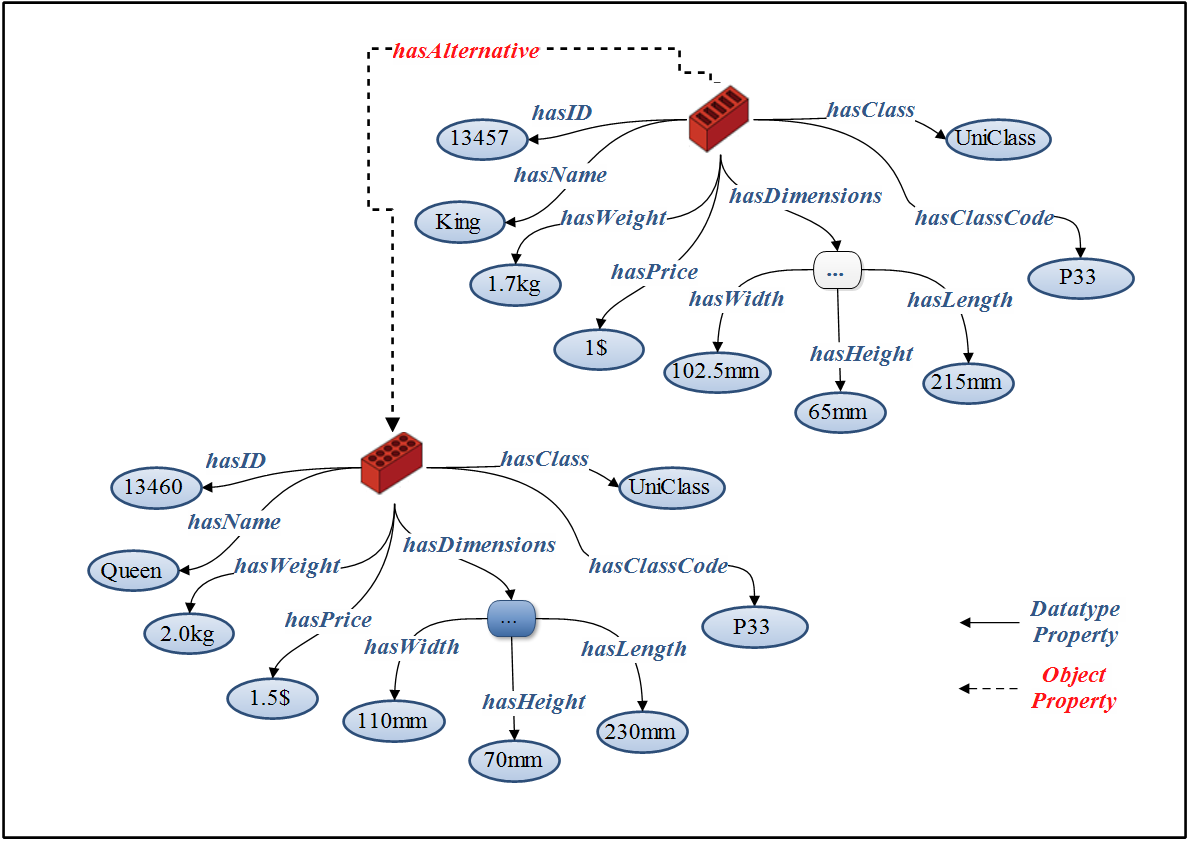 hasAlternative
hasID
hasClass
13457
UniClass
hasName
hasDimensions
King
hasWeight
hasClassCode
hasPrice
...
P33
1.7kg
hasWidth
hasLength
1$
hasHeight
102.5mm
215mm
65mm
hasID
hasClass
13460
UniClass
hasName
hasDimensions
Queen
hasWeight
hasClassCode
hasPrice
...
P33
2.0kg
hasWidth
hasLength
1.5$
hasHeight
110mm
230mm
70mm
Datatype
Property
Object
Property